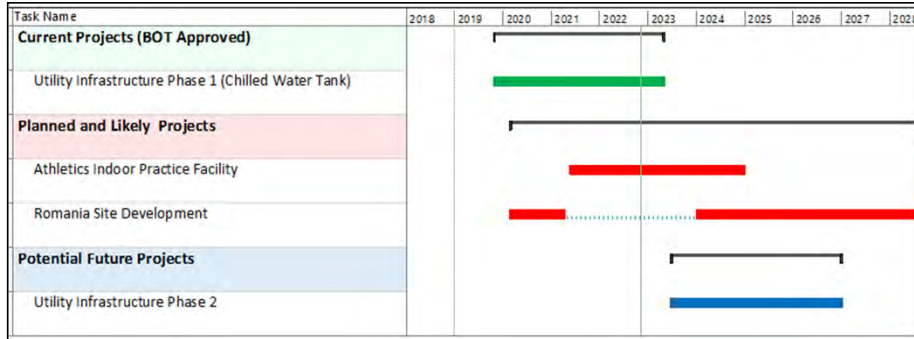 Task Name 2018 2019 2020 2021 2022 2023 2024 2025 2026 2027 2028
Current Projects (BOT Approved)
Utility Infrastructure Phase 1 (Chilled Water Tank)
Planned and Likely Projects
Athletics Indoor Practice Facility
Romania Site Development
Potential Future Projects
Utility Infrastructure Phase 2